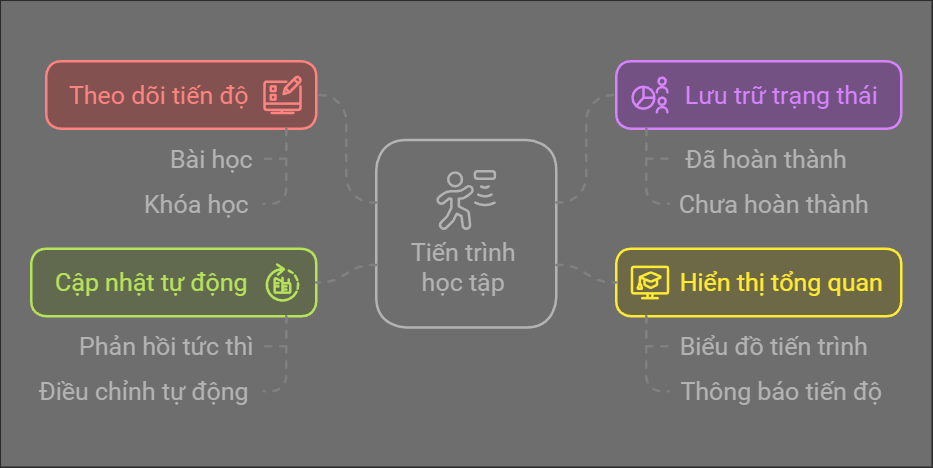 Theo dõi tiến độ
Bài học
Khóa học
Cập nhật tự động
Phản hồi tức thì
Điều chỉnh tự động
Tiến trình
học tập
Lưu trữ trạng thái
Đã hoàn thành
Chưa hoàn thành
Hiển thị tổng quan
Biểu đồ tiến trình
Thông báo tiến độ